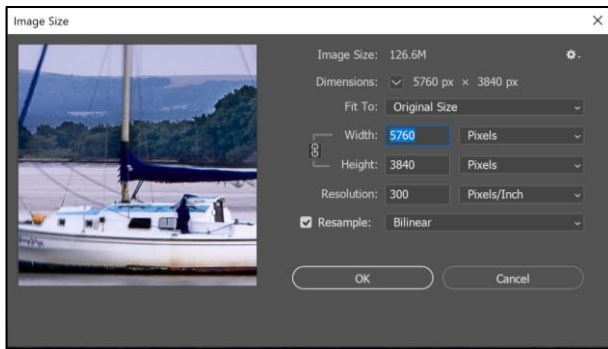 Image Size
Image Size: 126.6M
Dimensions: 5760 px × 3840 px
Fit To: Original Size
Width: 5760 Pixels
Height: 3840 Pixels
Resolution: 300 Pixels/Inch
Resample: Bilinear
OK Cancel